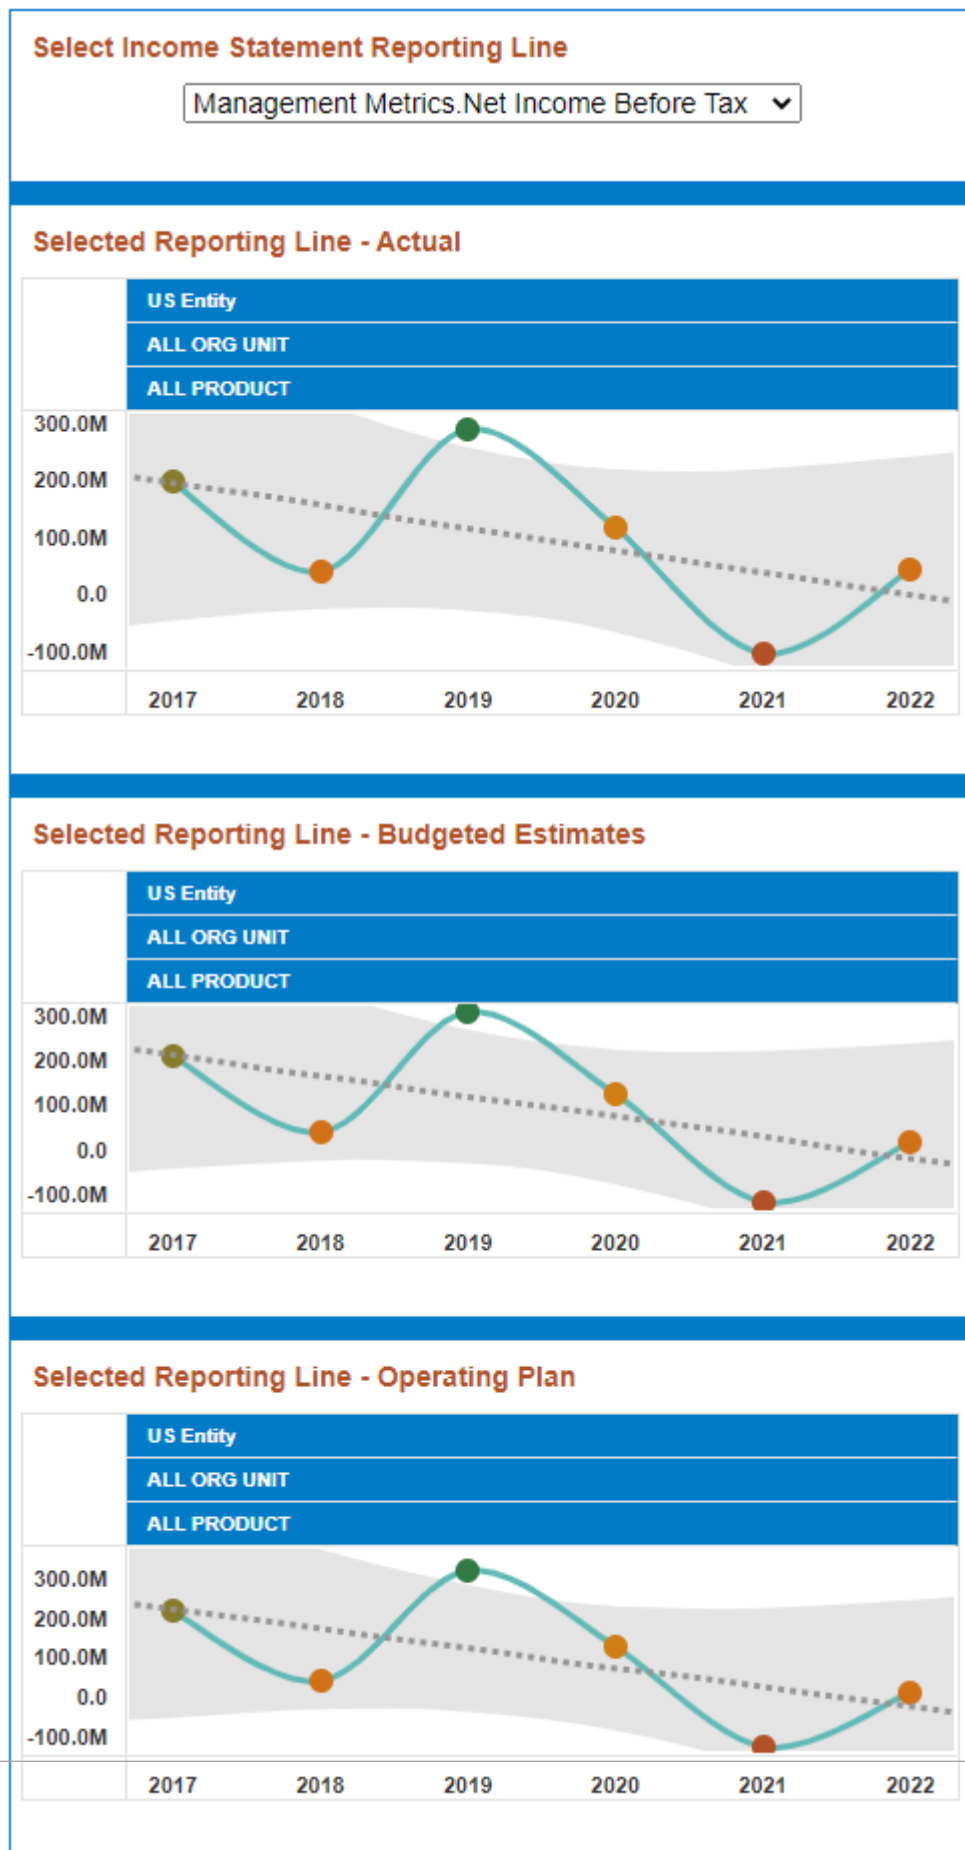 Select Income Statement Reporting Line
Management Metrics.Net Income Before Tax
Selected Reporting Line - Actual
US Entity
ALL ORG UNIT
ALL PRODUCT
300.0M
200.0M
100.0M
0.0
-100.0M
2017 2018 2019 2020 2021 2022
Selected Reporting Line - Budgeted Estimates
US Entity
ALL ORG UNIT
ALL PRODUCT
300.0M
200.0M
100.0M
0.0
-100.0M
2017 2018 2019 2020 2021 2022
Selected Reporting Line - Operating Plan
US Entity
ALL ORG UNIT
ALL PRODUCT
300.0M
200.0M
100.0M
0.0
-100.0M
2017 2018 2019 2020 2021 2022